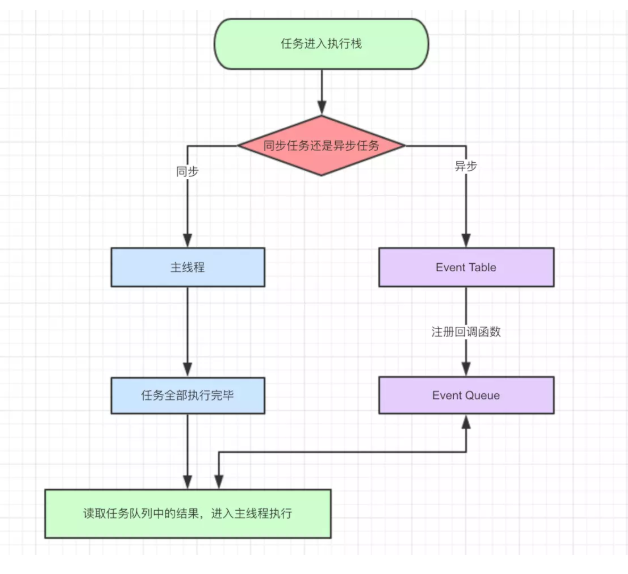 任务进入执行栈
同步任务还是异步任务
同步
异步
主线程
Event Table
注册回调函数
任务全部执行完毕
Event Queue
读取任务队列中的结果，进入主线程执行